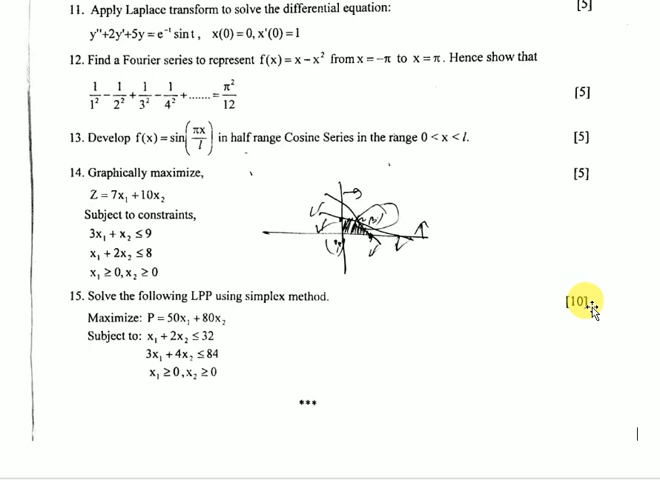 11. Apply Laplace transform to solve the differential equation: [5]
y''+2y'+5y = e⁻ᵗ sin t, x(0) = 0, x'(0) = 1
12. Find a Fourier series to represent f(x) = x − x² from x = −π to x = π. Hence show that
1/1² − 1/2² + 1/3² − 1/4² + ........ = π²/12 [5]
13. Develop f(x) = sin(πx/l) in half range Cosine Series in the range 0 < x < l. [5]
14. Graphically maximize, [5]
Z = 7x₁ + 10x₂
Subject to constraints,
3x₁ + x₂ ≤ 9
x₁ + 2x₂ ≤ 8
x₁ ≥ 0, x₂ ≥ 0
15. Solve the following LPP using simplex method. [10]
Maximize: P = 50x₁ + 80x₂
Subject to: x₁ + 2x₂ ≤ 32
3x₁ + 4x₂ ≤ 84
x₁ ≥ 0, x₂ ≥ 0
***